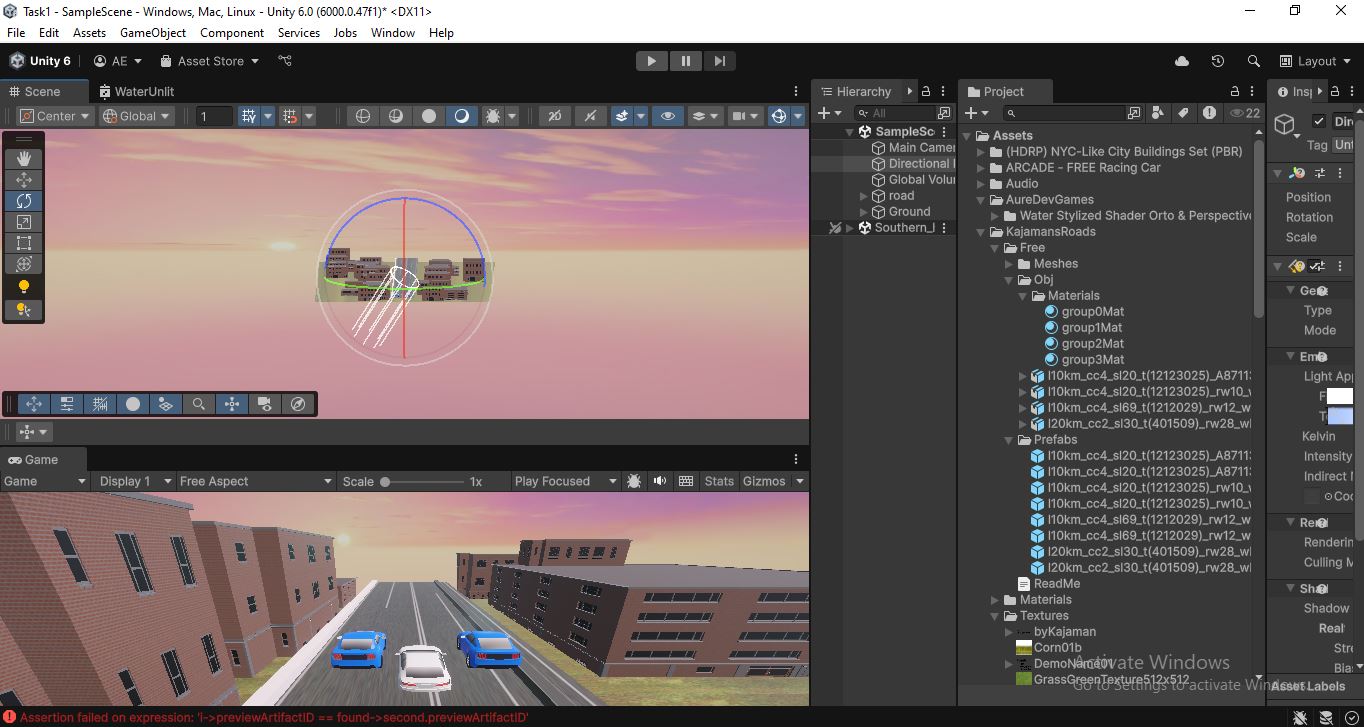 Task1 - SampleScene - Windows, Mac, Linux - Unity 6.0 (6000.0.47f1)* <DX11>
File Edit Assets GameObject Component Services Jobs Window Help
Unity 6 AE Asset Store Layout
Scene WaterUnlit
Center Global 1 2D
Game
Game Display 1 Free Aspect Scale 1x Play Focused Stats Gizmos
Hierarchy
All
SampleSc
Main Camer
Directional l
Global Volu
road
Ground
Southern_I
Project
22
Assets
(HDRP) NYC-Like City Buildings Set (PBR)
ARCADE - FREE Racing Car
Audio
AureDevGames
Water Stylized Shader Orto & Perspectiv
KajamansRoads
Free
Meshes
Obj
Materials
group0Mat
group1Mat
group2Mat
group3Mat
l10km_cc4_sl20_t(12123025)_A8711
l10km_cc4_sl20_t(12123025)_rw10_
l10km_cc4_sl69_t(1212029)_rw12_w
l20km_cc2_sl30_t(401509)_rw28_wl
Prefabs
l10km_cc4_sl20_t(12123025)_A8711
l10km_cc4_sl20_t(12123025)_A8711
l10km_cc4_sl20_t(12123025)_rw10_
l10km_cc4_sl20_t(12123025)_rw10_
l10km_cc4_sl69_t(1212029)_rw12_w
l10km_cc4_sl69_t(1212029)_rw12_w
l20km_cc2_sl30_t(401509)_rw28_wl
l20km_cc2_sl30_t(401509)_rw28_wl
ReadMe
Materials
Textures
byKajaman
Corn01b
DemoName01
GrassGreenTexture512x512
Insp
Dire
Tag Unt
Position
Rotation
Scale
Type
Mode
Light App
Kelvin
Intensity
Indirect M
Coo
Renderin
Culling M
Shadow
Real
Stre
Bias
Asset Labels
Activate Windows
Go to Settings to activate Windows.
Assertion failed on expression: 'i->previewArtifactID == found->second.previewArtifactID'